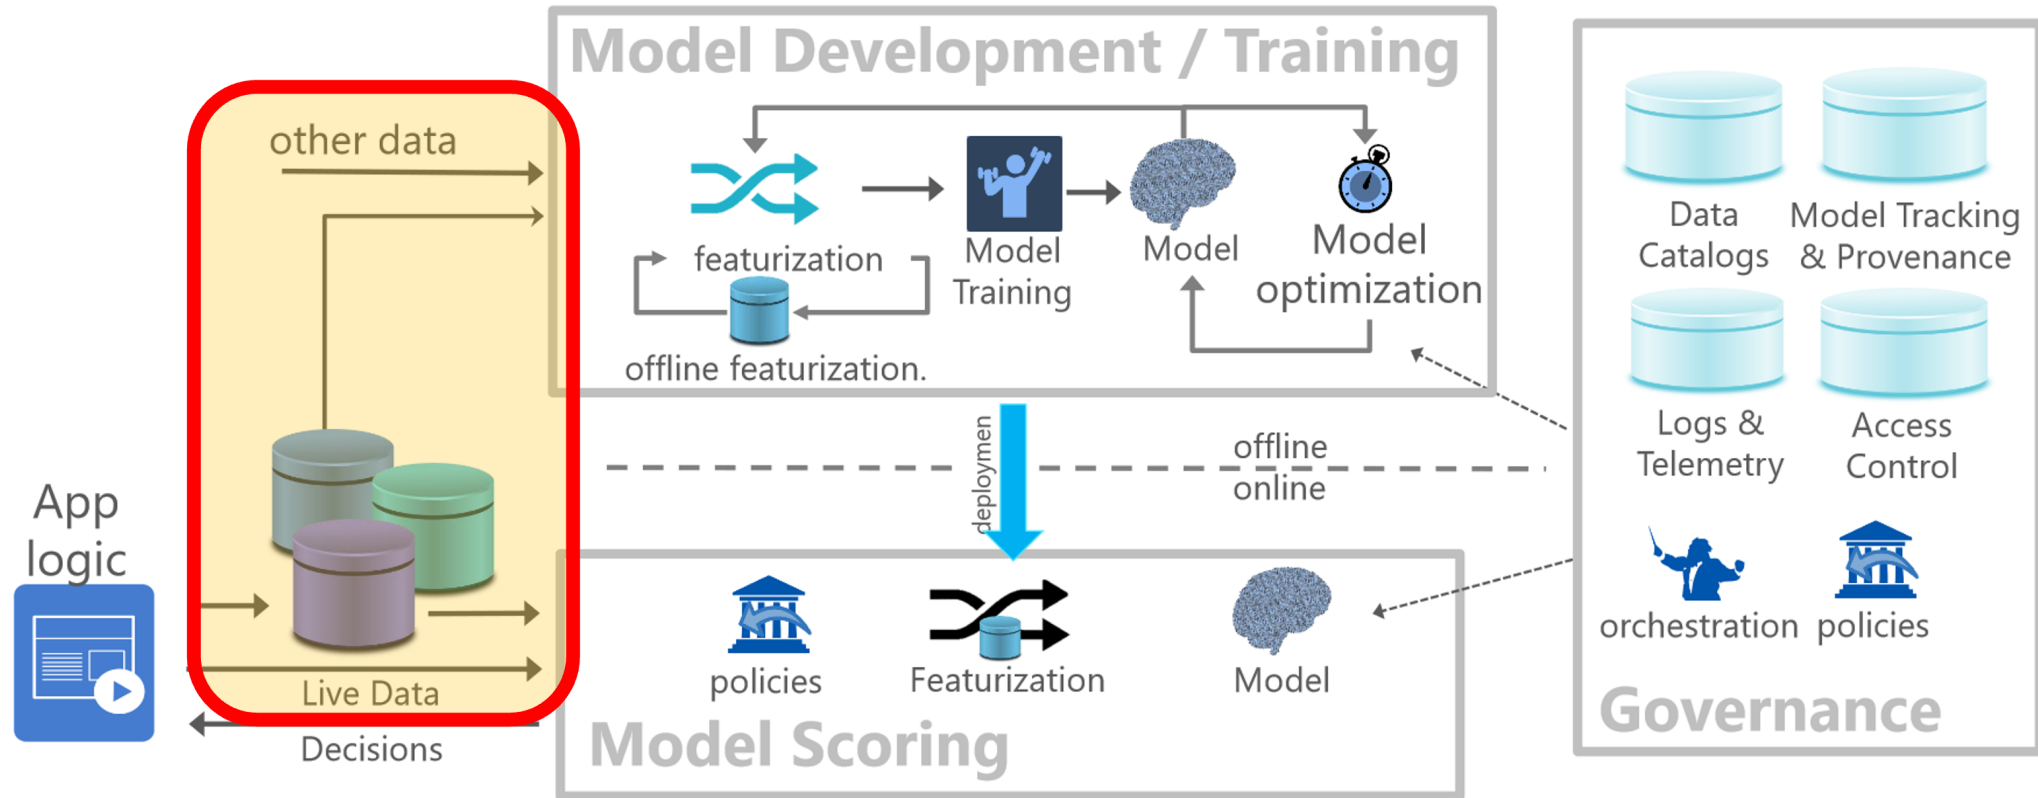 Model Development / Training
other data
featurization
Model
Training
Model
Model
optimization
offline featurization.
deploymen
offline
online
App
logic
Live Data
Decisions
policies
Featurization
Model
Model Scoring
Data
Catalogs
Model Tracking
& Provenance
Logs &
Telemetry
Access
Control
orchestration
policies
Governance